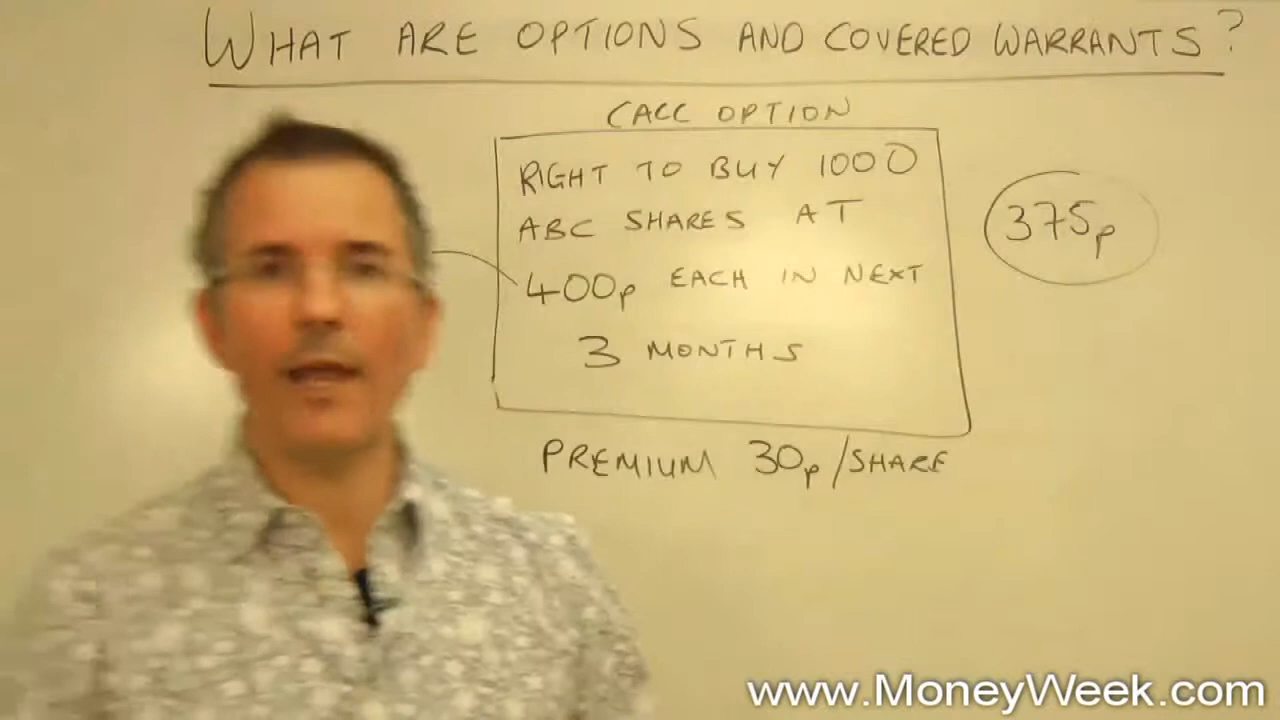 WHAT ARE OPTIONS AND COVERED WARRANTS?
CALL OPTION
RIGHT TO BUY 1000
ABC SHARES AT
400p EACH IN NEXT
3 MONTHS
375p
PREMIUM 30p/SHARE
www.MoneyWeek.com